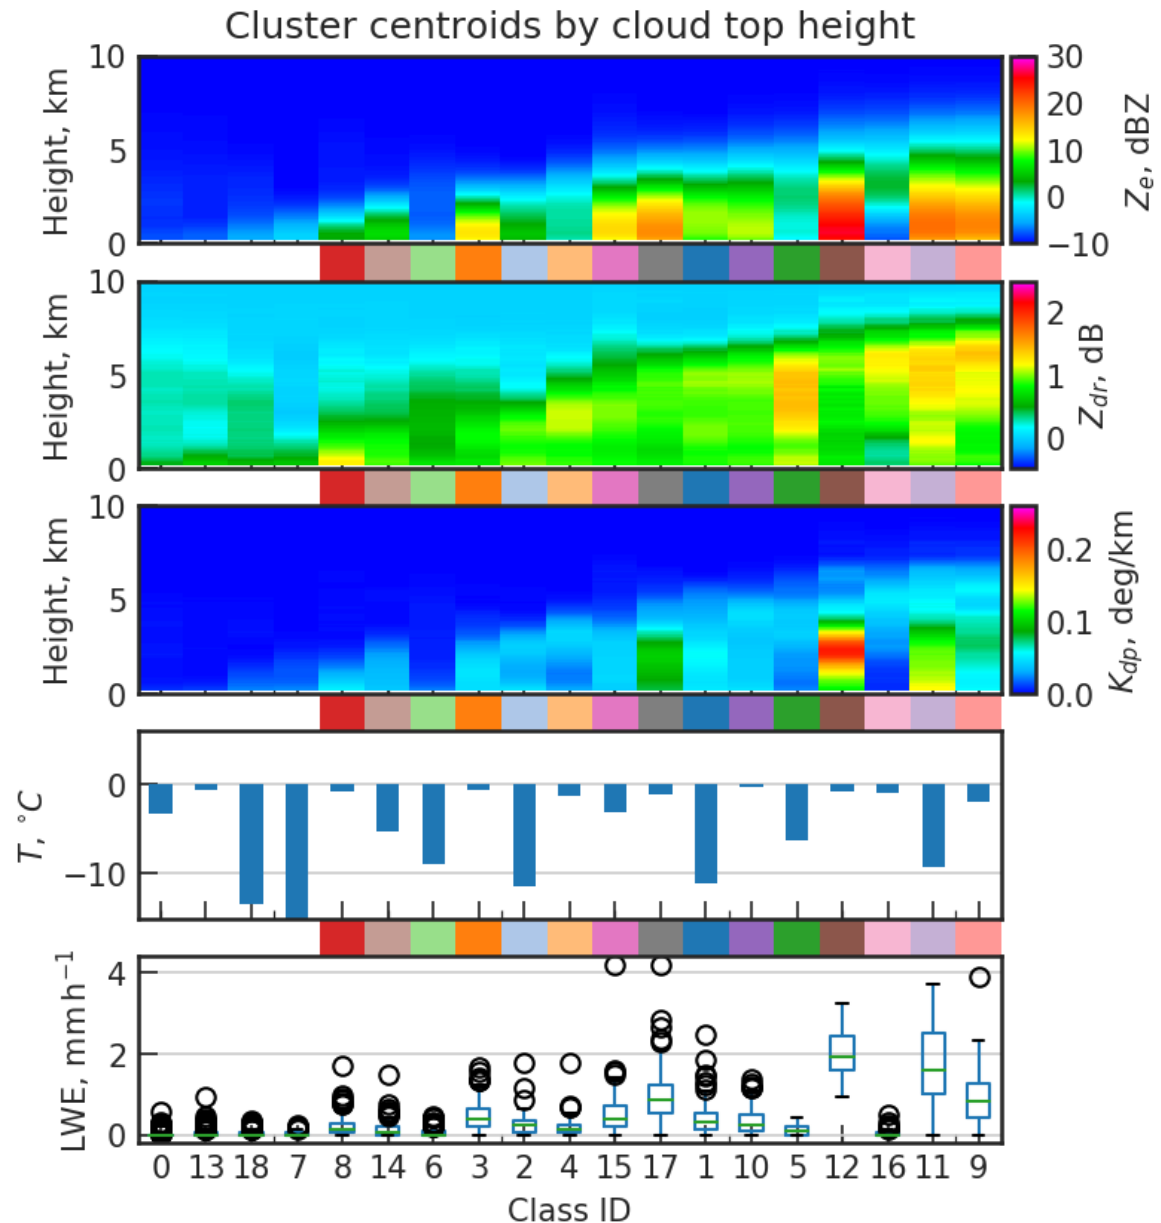 Cluster centroids by cloud top height
10
5
0
Height, km
30
20
10
0
−10
Z_e, dBZ
10
5
0
Height, km
2
1
0
Z_dr, dB
10
5
0
Height, km
0.2
0.1
0.0
K_dp, deg/km
0
−10
T, °C
4
2
0
LWE, mm h⁻¹
0 13 18 7 8 14 6 3 2 4 15 17 1 10 5 12 16 11 9
Class ID